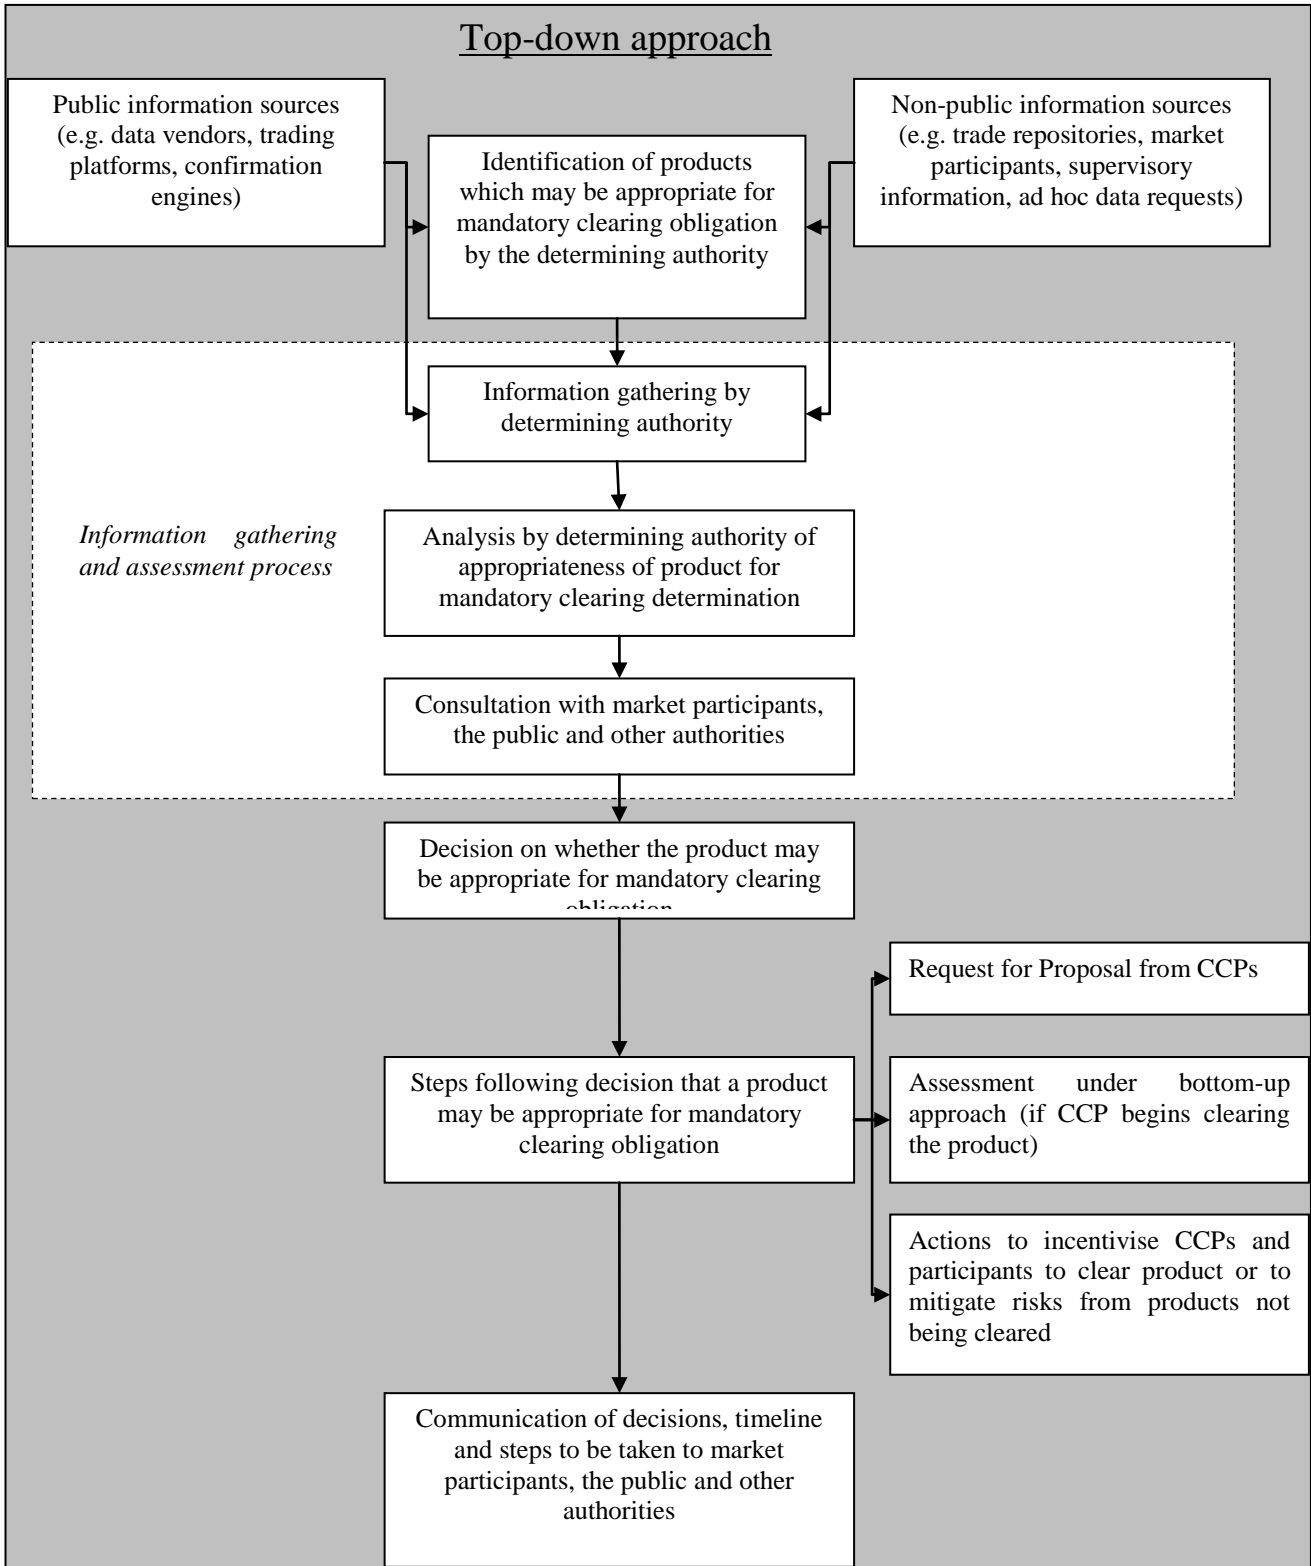 Top-down approach
Public information sources
(e.g. data vendors, trading
platforms, confirmation
engines)
Identification of products
which may be appropriate for
mandatory clearing obligation
by the determining authority
Non-public information sources
(e.g. trade repositories, market
participants, supervisory
information, ad hoc data requests)
Information gathering by
determining authority
Information gathering
and assessment process
Analysis by determining authority of
appropriateness of product for
mandatory clearing determination
Consultation with market participants,
the public and other authorities
Decision on whether the product may
be appropriate for mandatory clearing
obligation
Request for Proposal from CCPs
Steps following decision that a product
may be appropriate for mandatory
clearing obligation
Assessment under bottom-up
approach (if CCP begins clearing
the product)
Actions to incentivise CCPs and
participants to clear product or to
mitigate risks from products not
being cleared
Communication of decisions, timeline
and steps to be taken to market
participants, the public and other
authorities